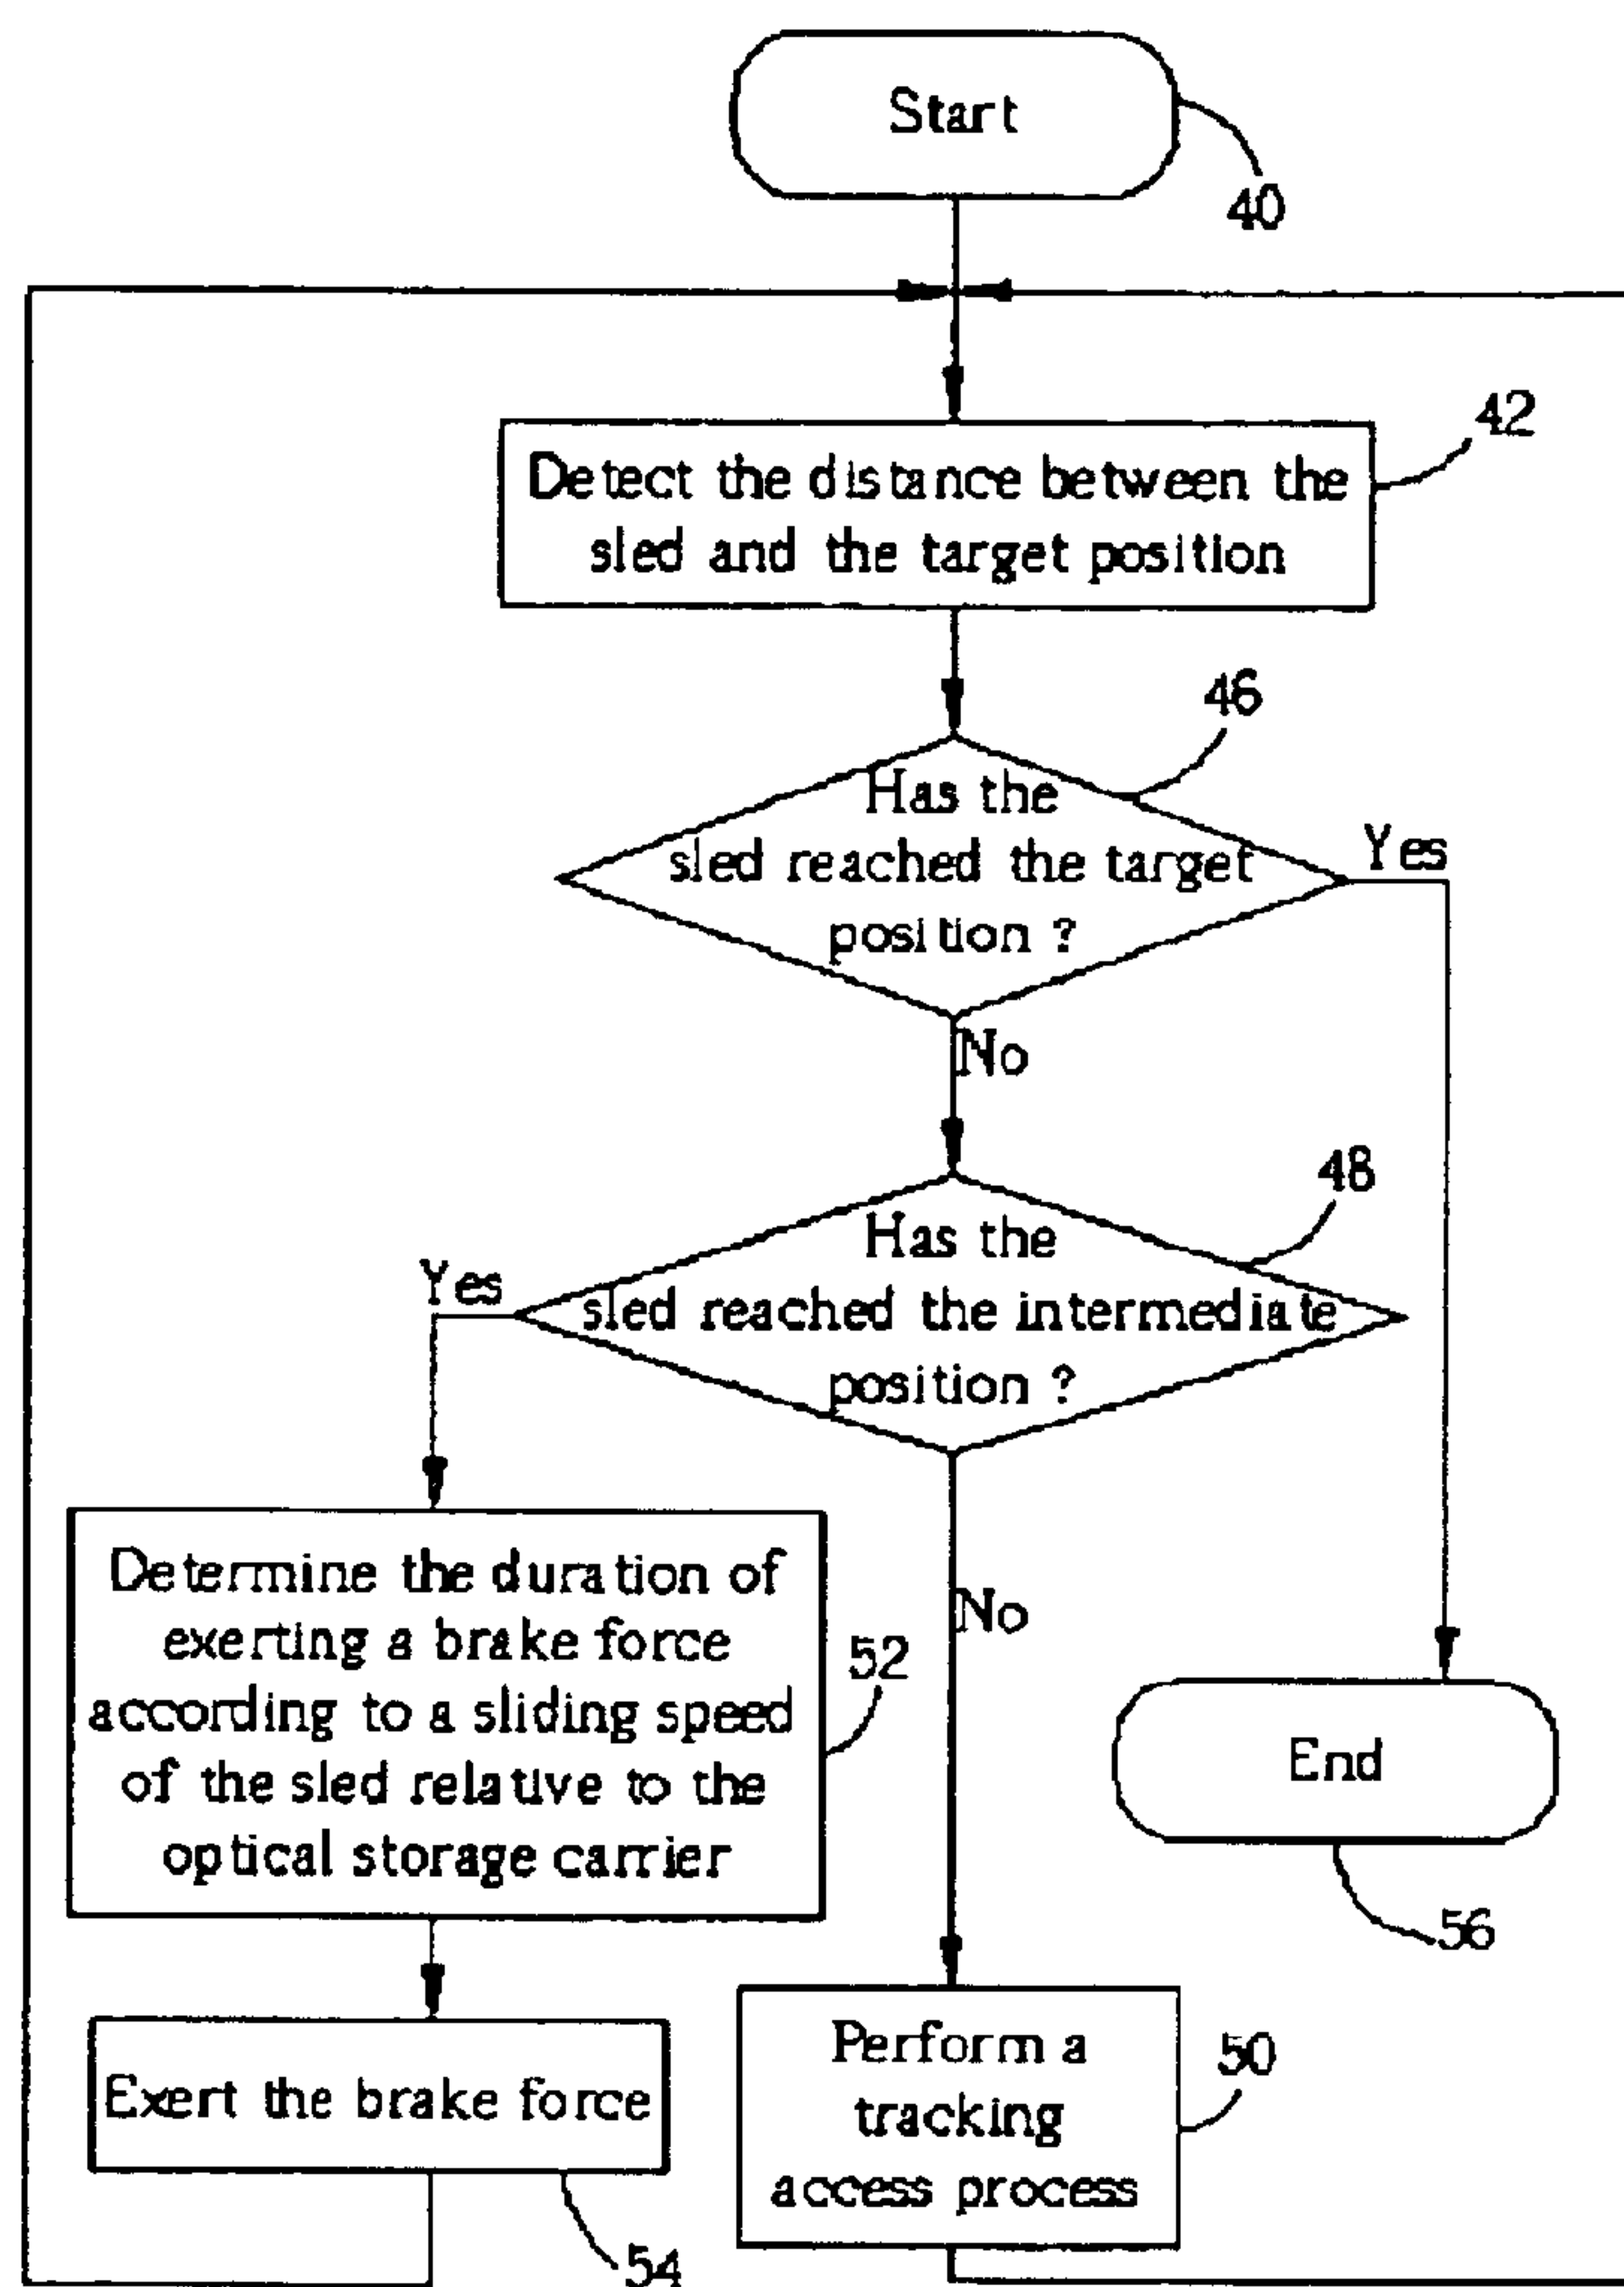 Start
40
42
Detect the distance between the
sled and the target position
46
Has the
sled reached the target
position ?
Yes
No
48
Has the
sled reached the intermediate
position ?
Yes
No
Determine the duration of
exerting a brake force
according to a sliding speed
of the sled relative to the
optical storage carrier
52
End
56
Exert the brake force
54
Perform a
tracking
access process
50